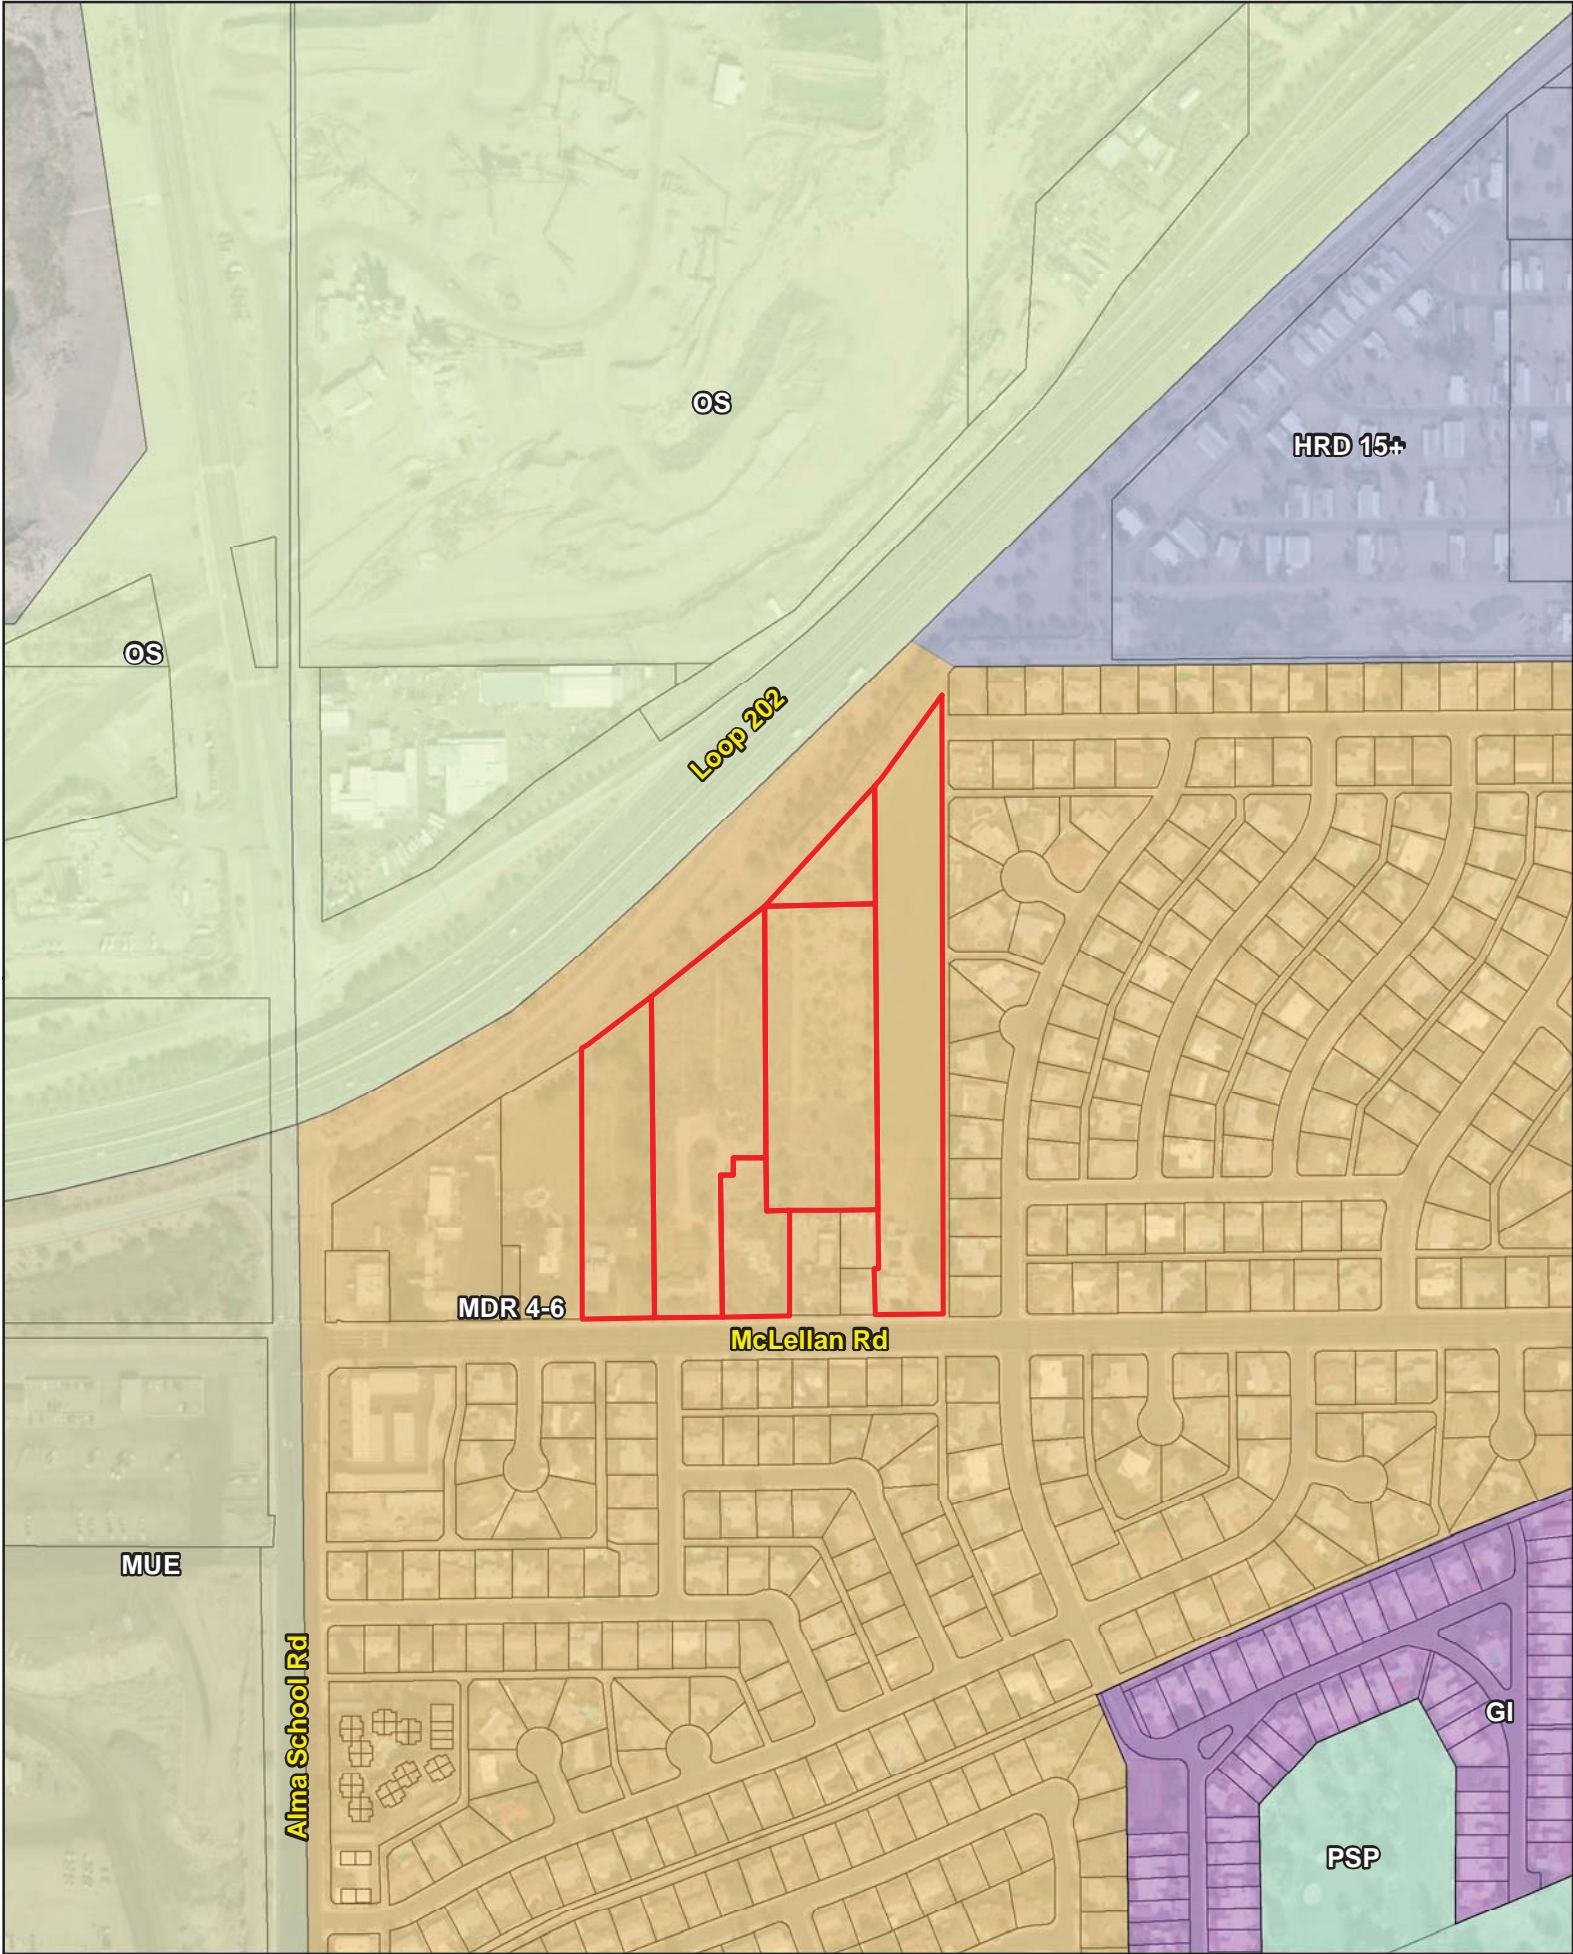 OS
HRD 15+
OS
Loop 202
MDR 4-6
McLellan Rd
MUE
Alma School Rd
GI
PSP